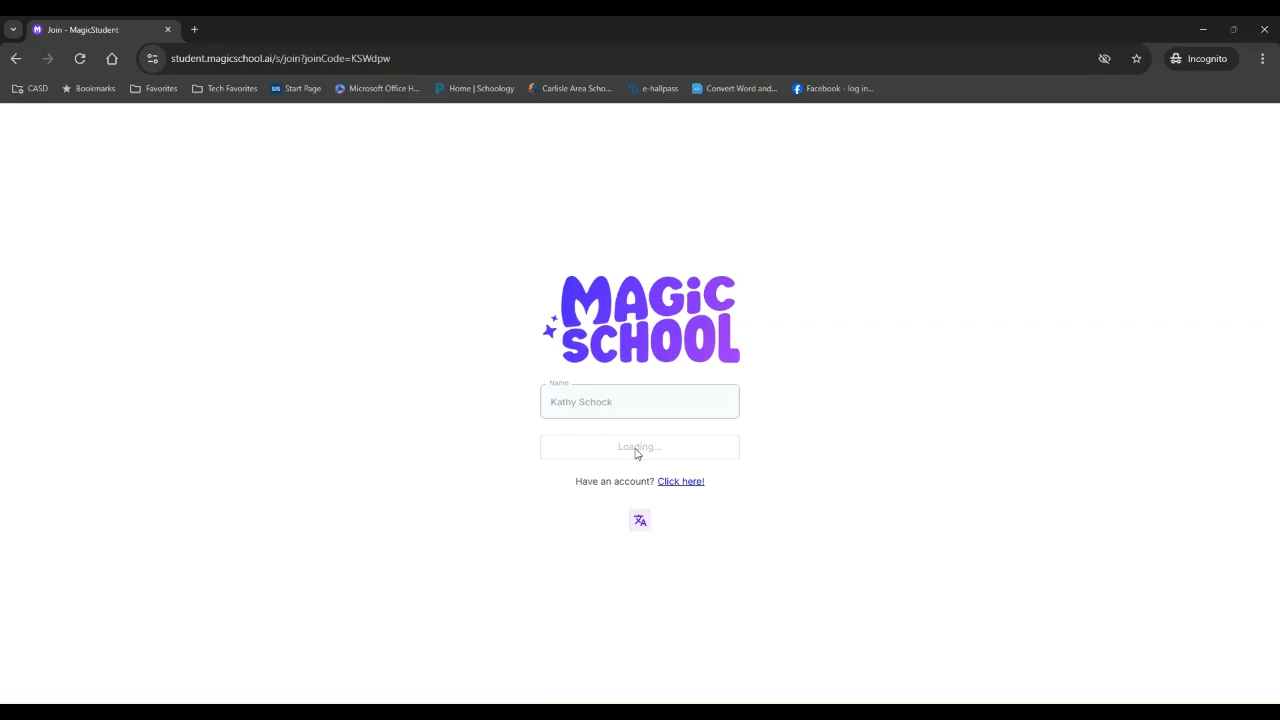 Join - MagicStudent
student.magicschool.ai/s/join?joinCode=KSWdpw
Incognito
CASD Bookmarks Favorites Tech Favorites SIS Start Page Microsoft Office H... Home | Schoology Carlisle Area Scho... e-hallpass Convert Word and... Facebook - log in...
MAGIC
SCHOOL
Name
Kathy Schock
Loading...
Have an account? Click here!